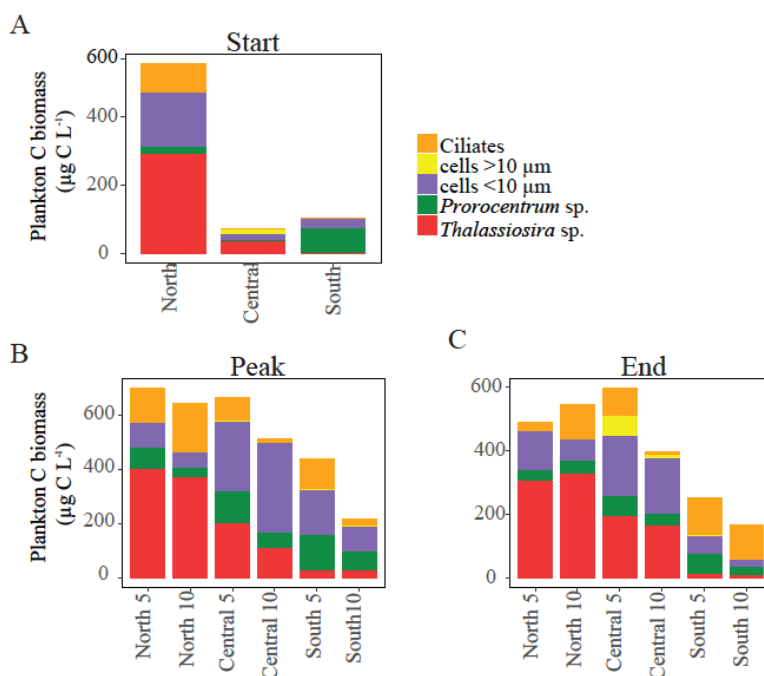 A
Start
Plankton C biomass
(µg C L⁻¹)
600
400
200
0
North
Central
South
Ciliates
cells >10 µm
cells <10 µm
Prorocentrum sp.
Thalassiosira sp.
B
Peak
Plankton C biomass
(µg C L⁻¹)
600
400
200
0
North 5
North 10
Central 5
Central 10
South 5
South10
C
End
600
400
200
0
North 5
North 10
Central 5
Central 10
South 5
South 10